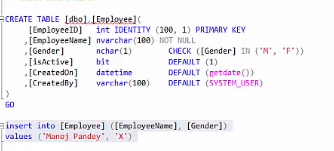 CREATE TABLE [dbo].[Employee](
[EmployeeID] int IDENTITY (100, 1) PRIMARY KEY
,[EmployeeName] nvarchar(100) NOT NULL
,[Gender] nchar(1) CHECK ([Gender] IN ('M', 'F'))
,[isActive] bit DEFAULT (1)
,[CreatedOn] datetime DEFAULT (getdate())
,[CreatedBy] varchar(100) DEFAULT (SYSTEM_USER)
)
GO
insert into [Employee] ([EmployeeName], [Gender])
values ('Manoj Pandey', 'X')